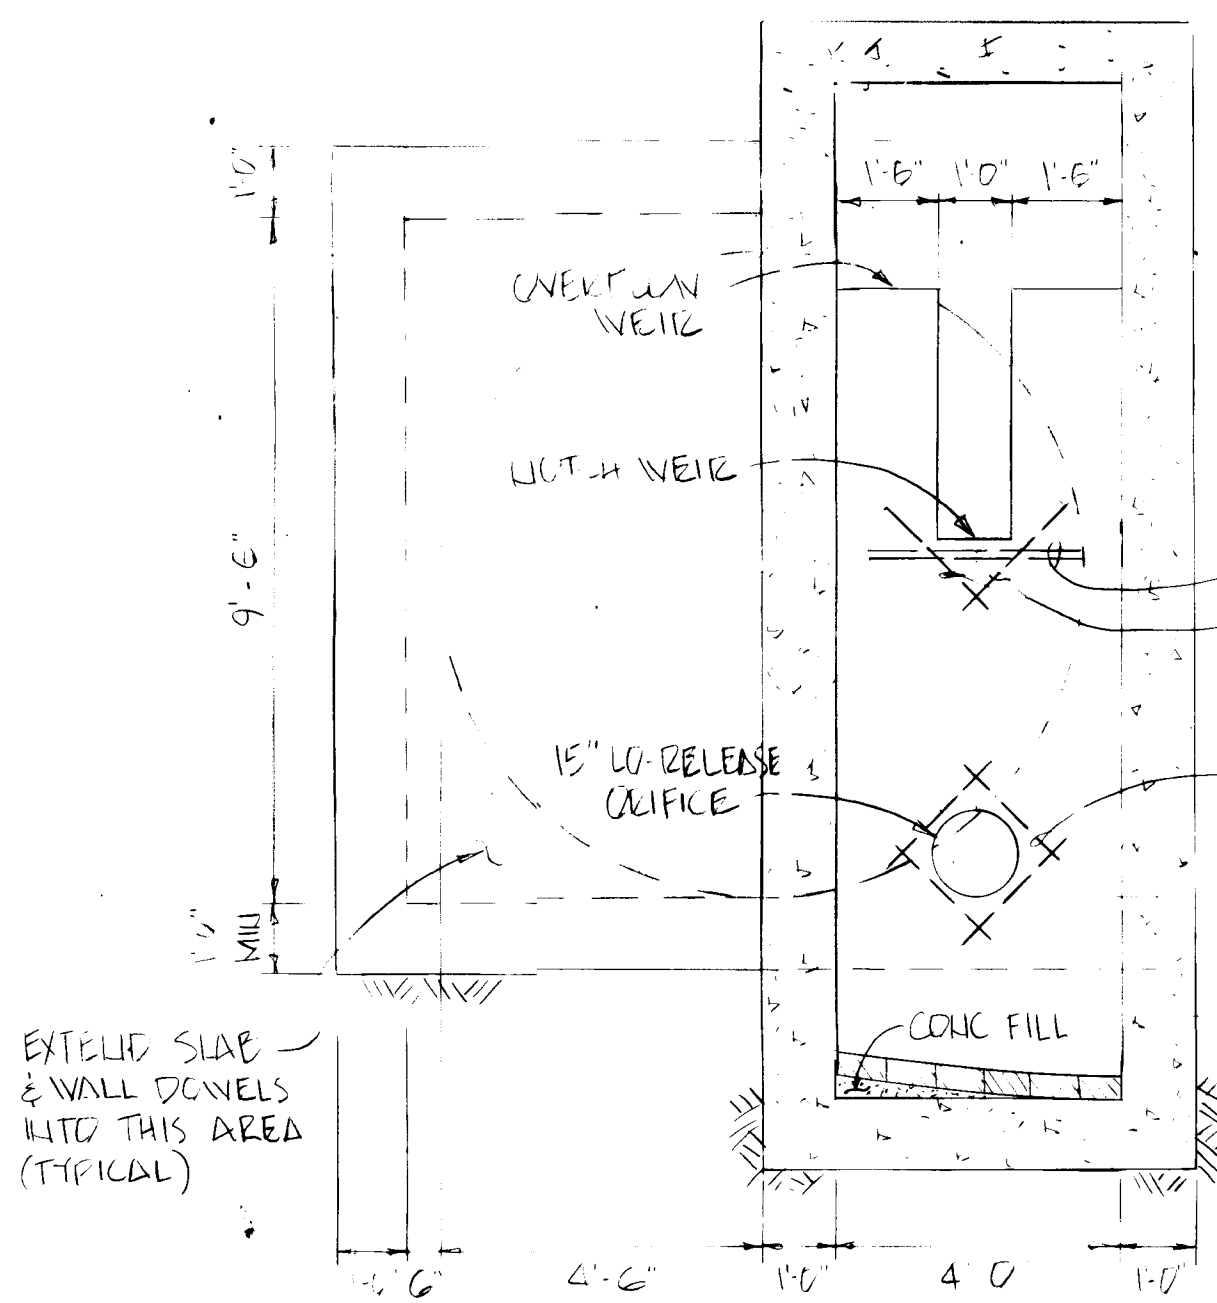 1'-0"
1'-6" 1'-0" 1'-6"
OVERFLOW
WEIR
NOTCH WEIR
9'-6"
15" LO-RELEASE
ORIFICE
1'-0"
MIN
CONC FILL
EXTEND SLAB
& WALL DOWELS
INTO THIS AREA
(TYPICAL)
6" 4'-6" 1'-0" 4' 0 1'-0"